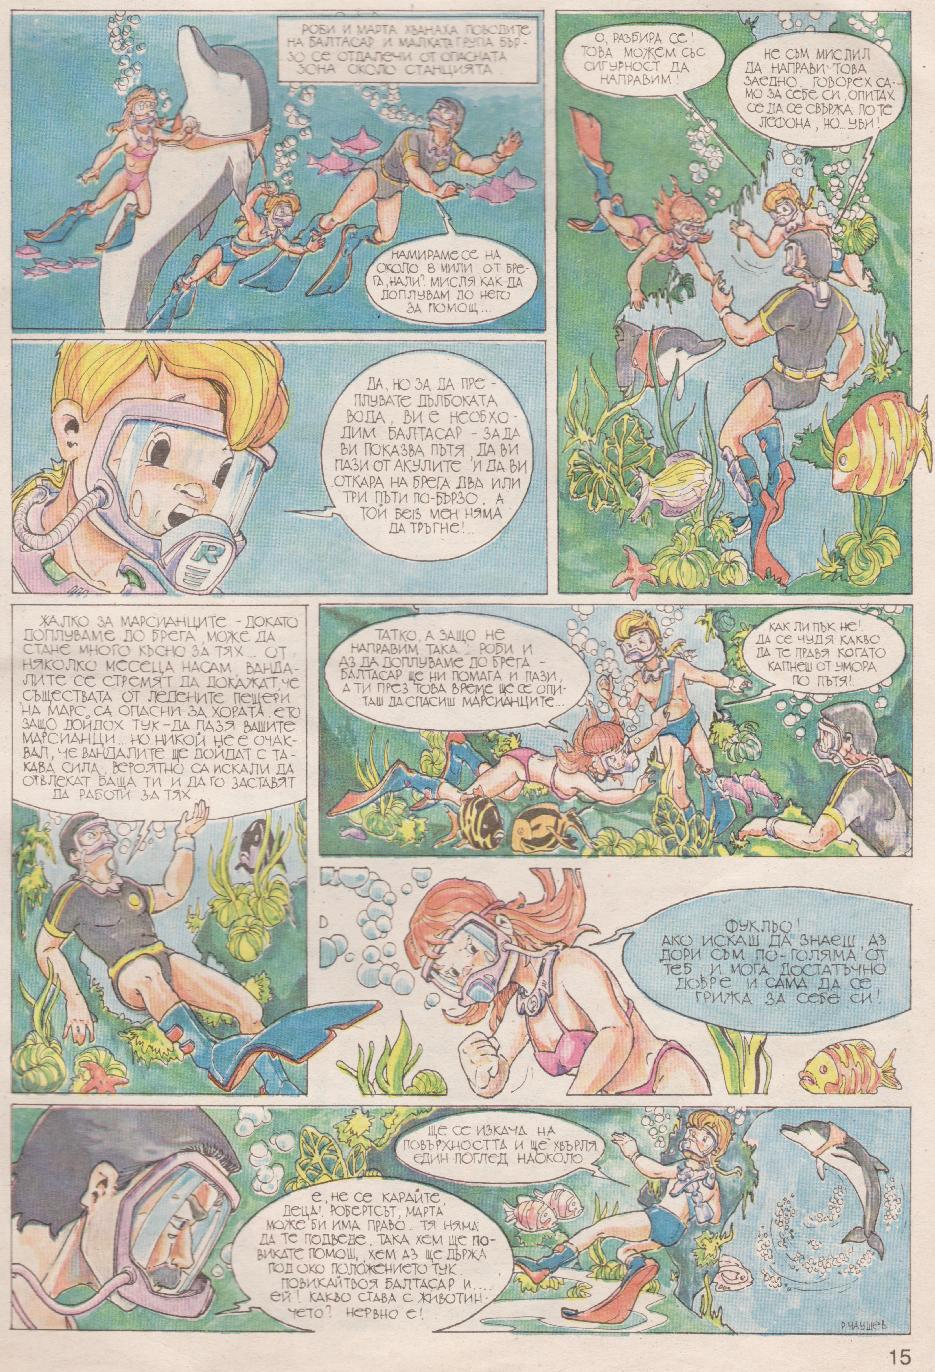 РОБИ И МАРТА ХВАНАХА ПОВОДИТЕ
НА БАЛТАСАР И МАЛКАТА ГРУПА БЪР-
ЗО СЕ ОТДАЛЕЧИ ОТ ОПАСНАТА
ЗОНА ОКОЛО СТАНЦИЯТА
НАМИРАМЕ СЕ НА
ОКОЛО 8 МИЛИ ОТ БРЕ-
ГА, НАЛИ? МИСЛЯ КАК ДА
ДОПЛУВАМ ДО НЕГО
ЗА ПОМОЩ...
О, РАЗБИРА СЕ!
ТОВА МОЖЕМ СЪС
СИГУРНОСТ ДА
НАПРАВИМ!
НЕ СЪМ МИСЛИЛ
ДА НАПРАВИ ТОВА
ЗАЕДНО. ГОВОРЕХ СА-
МО ЗА СЕБЕ СИ. ОПИТАХ
СЕ ДА СЕ СВЪРЖА ПО ТЕ
ЛЕФОНА, НО... УВИ!
ДА, НО ЗА ДА ПРЕ-
ПЛУВАТЕ ДЪЛБОКАТА
ВОДА, ВИ Е НЕОБХО-
ДИМ БАЛТАСАР - ЗА ДА
ВИ ПОКАЗВА ПЪТЯ, ДА ВИ
ПАЗИ ОТ АКУЛИТЕ И ДА ВИ
ОТКАРА НА БРЕГА ДВА ИЛИ
ТРИ ПЪТИ ПО-БЪРЗО, А
ТОЙ БЕЗ МЕН НЯМА
ДА ТРЪГНЕ!...
R
ЖАЛКО ЗА МАРСИАНЦИТЕ - ДОКАТО
ДОПЛУВАМЕ ДО БРЕГА, МОЖЕ ДА
СТАНЕ МНОГО КЪСНО ЗА ТЯХ... ОТ
НЯКОЛКО МЕСЕЦА НАСАМ, ВАНДА-
ЛИТЕ СЕ СТРЕМЯТ ДА ДОКАЖАТ, ЧЕ
СЪЩЕСТВАТА ОТ ЛЕДЕНИТЕ ПЕЩЕРИ
НА МАРС, СА ОПАСНИ ЗА ХОРАТА. ЕТО
ЗАЩО ДОЙДОХ ТУК - ДА ПАЗЯ ВАШИТЕ
МАРСИАНЦИ... НО НИКОЙ НЕ Е ОЧАК-
ВАЛ, ЧЕ ВАНДАЛИТЕ ЩЕ ДОЙДАТ С ТА-
КАВА СИЛА. ВЕРОЯТНО СА ИСКАЛИ ДА
ОТВЛЕКАТ БАЩА ТИ И ДА ГО ЗАСТАВЯТ
ДА РАБОТИ ЗА ТЯХ
ТАТКО, А ЗАЩО НЕ
НАПРАВИМ ТАКА... РОБИ И
АЗ ДА ДОПЛУВАМЕ ДО БРЕГА -
БАЛТАСАР ЩЕ НИ ПОМАГА И ПАЗИ,
А ТИ ПРЕЗ ТОВА ВРЕМЕ ЩЕ СЕ ОПИ-
ТАШ ДА СПАСИШ МАРСИАНЦИТЕ...
КАК ЛИ ПЪК НЕ!
ДА СЕ ЧУДЯ КАКВО
ДА ТЕ ПРАВЯ КОГАТО
КАПНЕШ ОТ УМОРА
ПО ПЪТЯ!
ФУКЛЬО!
АКО ИСКАШ ДА ЗНАЕШ, АЗ
ДОРИ СЪМ ПО-ГОЛЯМА ОТ
ТЕБ И МОГА ДОСТАТЪЧНО
ДОБРЕ И САМА ДА СЕ
ГРИЖА ЗА СЕБЕ СИ!
ЩЕ СЕ ИЗКАЧА НА
ПОВЪРХНОСТТА И ЩЕ ХВЪРЛЯ
ЕДИН ПОГЛЕД НАОКОЛО
Е, НЕ СЕ КАРАЙТЕ,
ДЕЦА!, РОБЕРТСЪТ, МАРТА
МОЖЕ БИ ИМА ПРАВО... ТЯ НЯМА
ДА ТЕ ПОДВЕДЕ, ТАКА ХЕМ ЩЕ ПО-
ВИКАТЕ ПОМОЩ, ХЕМ АЗ ЩЕ ДЪРЖА
ПОД ОКО ПОЛОЖЕНИЕТО ТУК.
ПОВИКАЙ ТВОЯ БАЛТАСАР И...
ЕЙ! КАКВО СТАВА С ЖИВОТИН-
ЧЕТО? НЕРВНО Е!
Р. ЧАУШЕВ
15